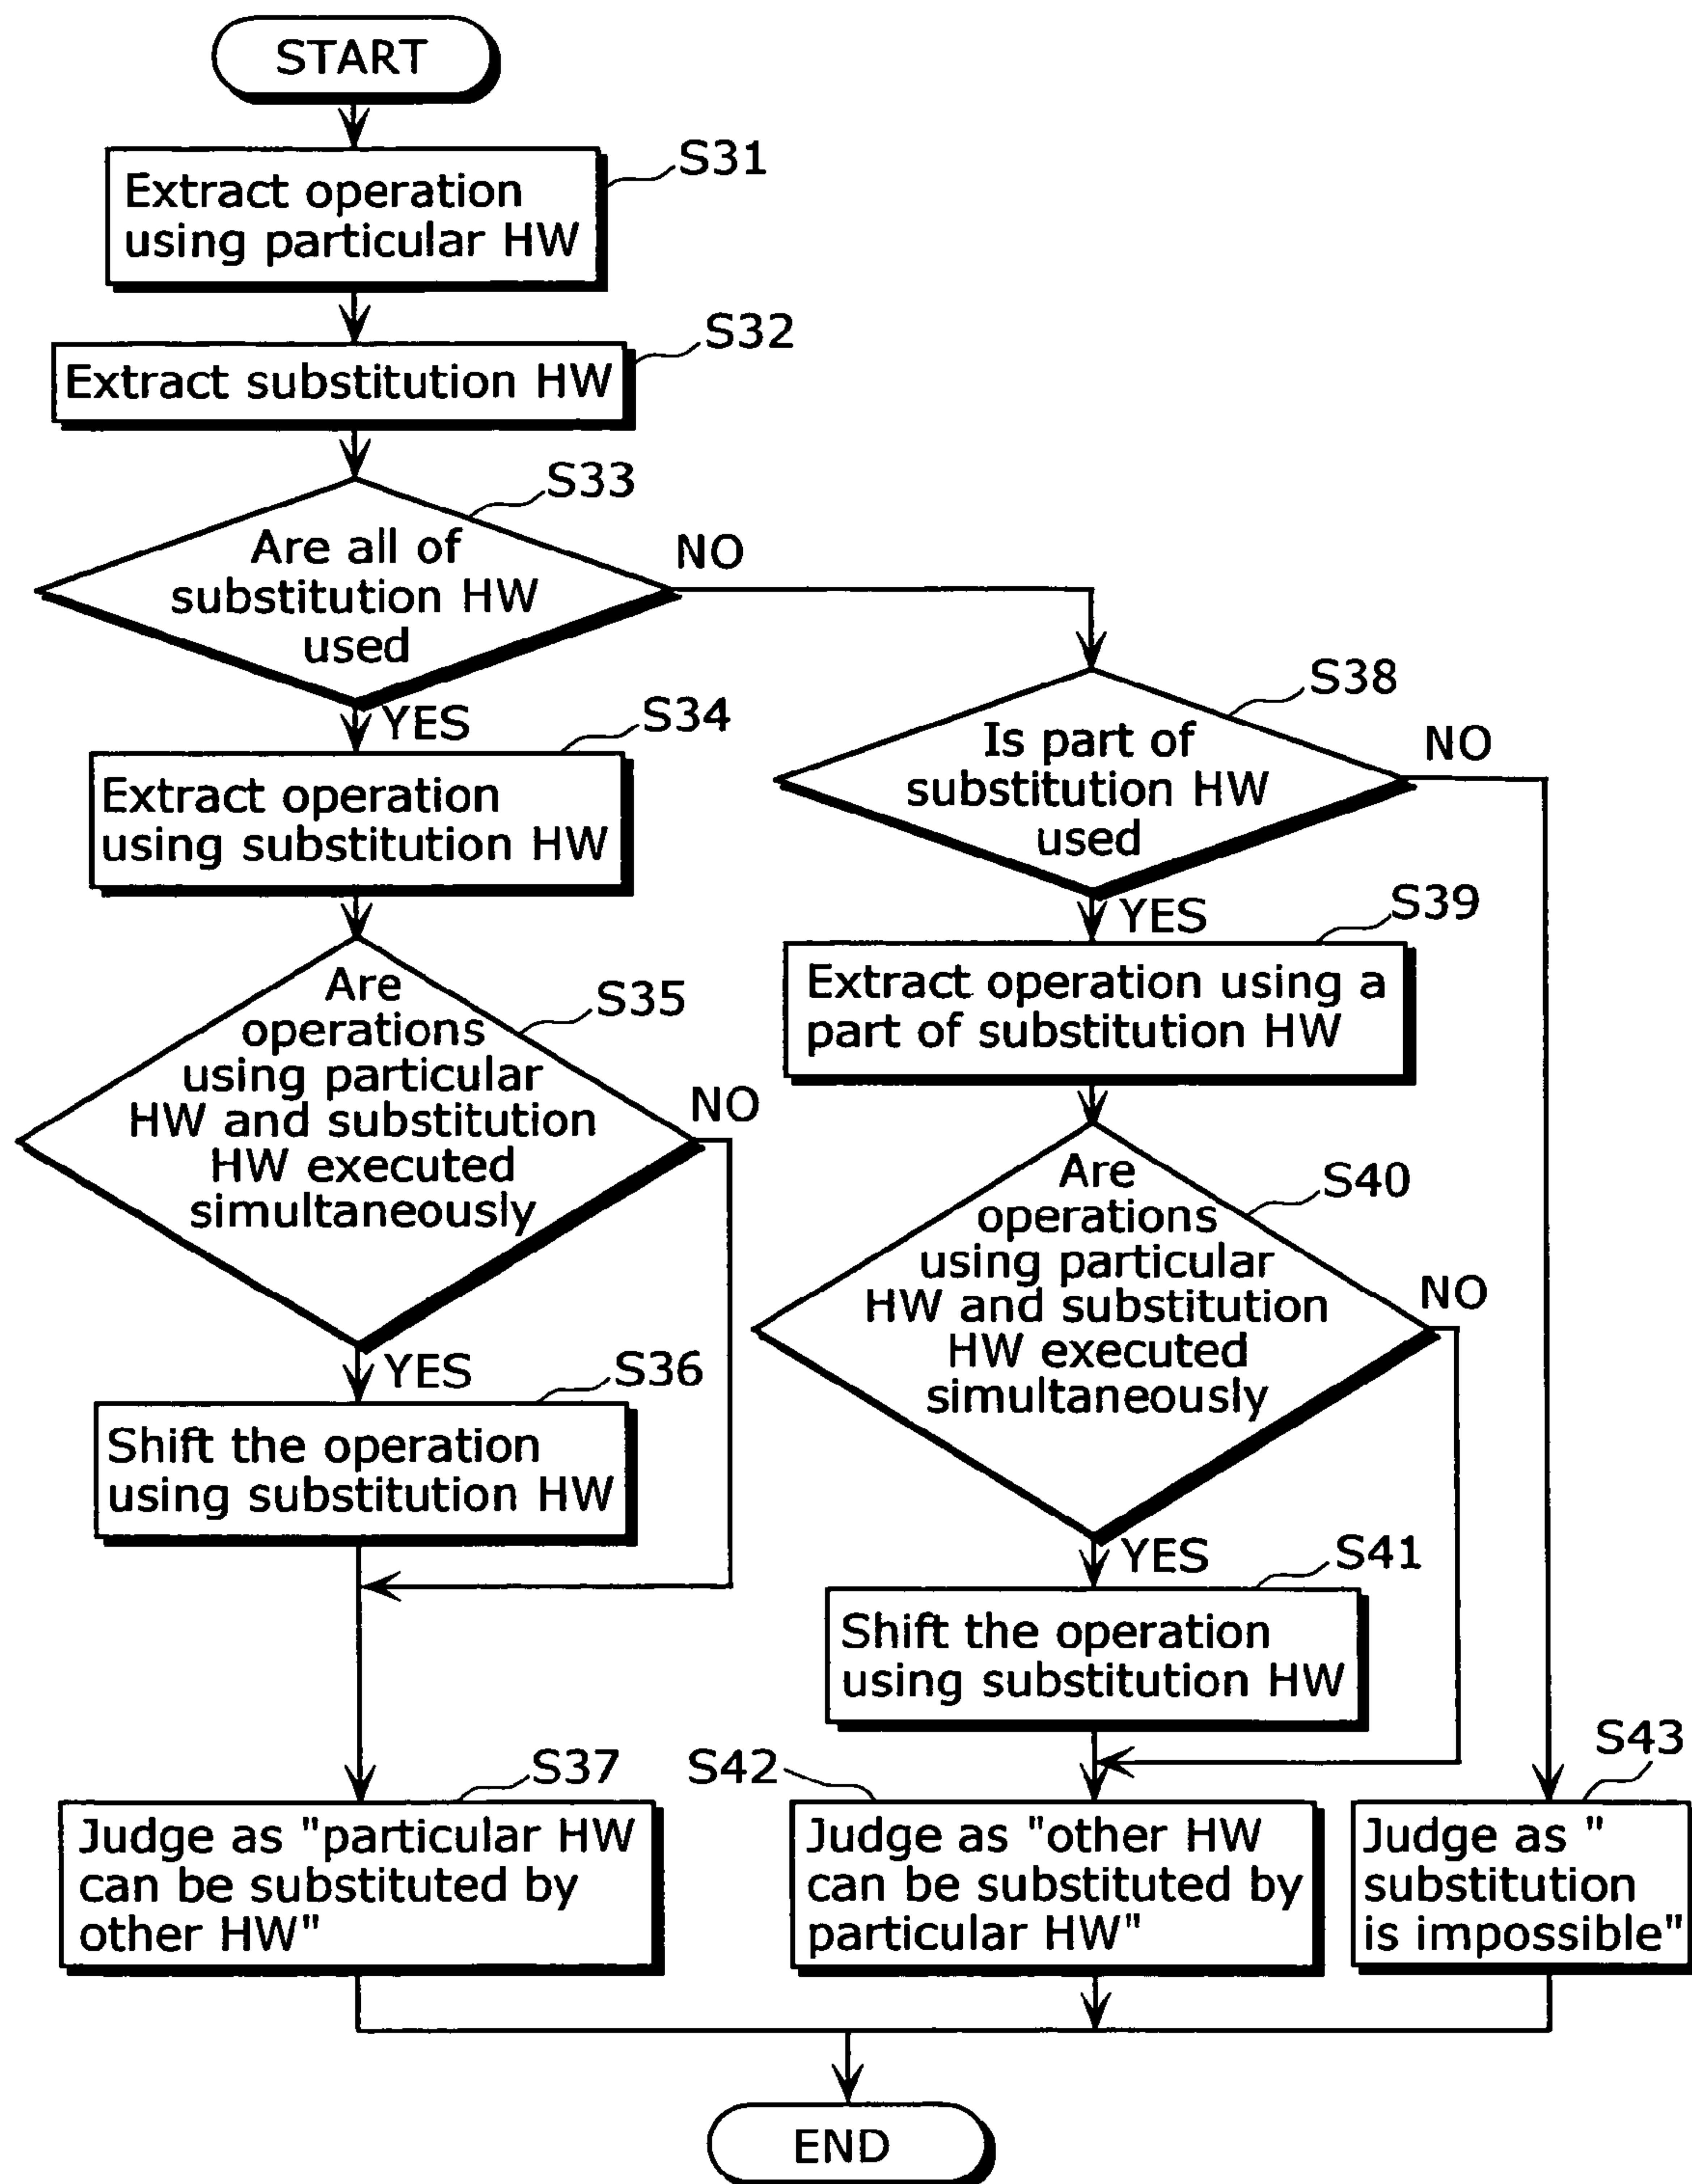 START
S31
Extract operation
using particular HW
S32
Extract substitution HW
S33
Are all of
substitution HW
used
NO
YES
S34
Extract operation
using substitution HW
Are
operations
using particular
HW and substitution
HW executed
simultaneously
S35
NO
YES
S36
Shift the operation
using substitution HW
S37
Judge as "particular HW
can be substituted by
other HW"
S38
Is part of
substitution HW
used
NO
YES
S39
Extract operation using a
part of substitution HW
Are
operations
using particular
HW and substitution
HW executed
simultaneously
S40
NO
YES
S41
Shift the operation
using substitution HW
S42
Judge as "other HW
can be substituted by
particular HW"
S43
Judge as "
substitution
is impossible"
END